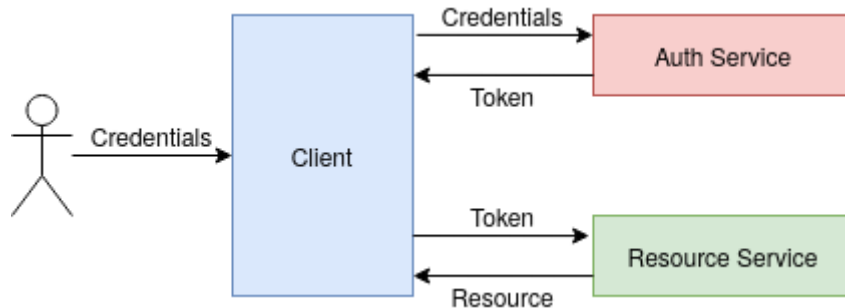 Credentials
Auth Service
Token
Credentials
Client
Token
Resource Service
Resource